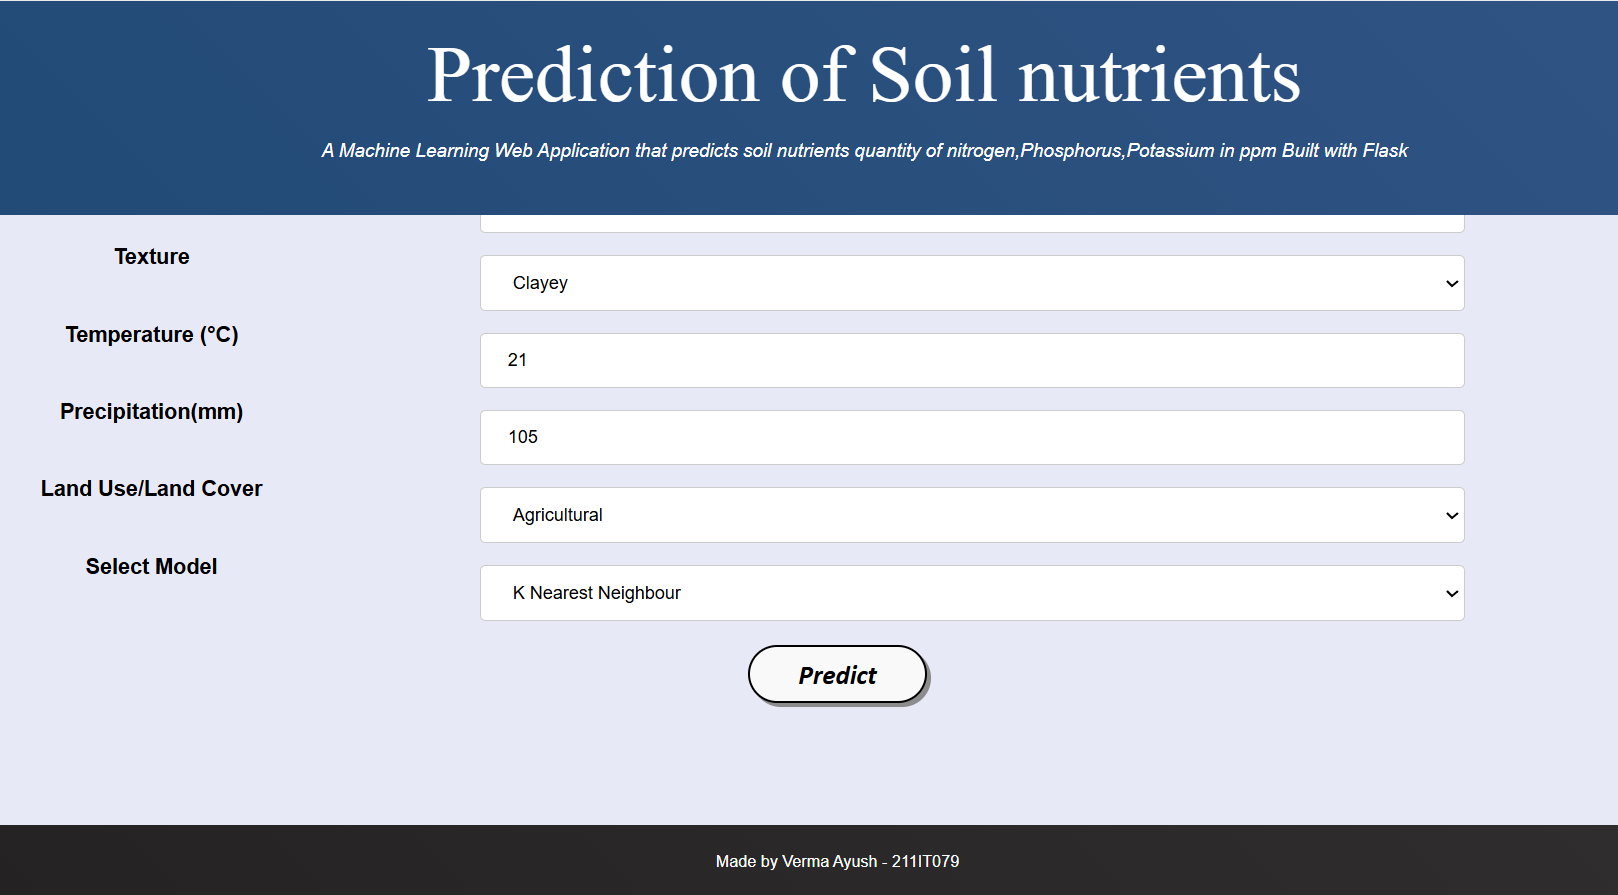 Prediction of Soil nutrients
A Machine Learning Web Application that predicts soil nutrients quantity of nitrogen,Phosphorus,Potassium in ppm Built with Flask
Texture
Clayey
Temperature (°C)
21
Precipitation(mm)
105
Land Use/Land Cover
Agricultural
Select Model
K Nearest Neighbour
Predict
Made by Verma Ayush - 211IT079